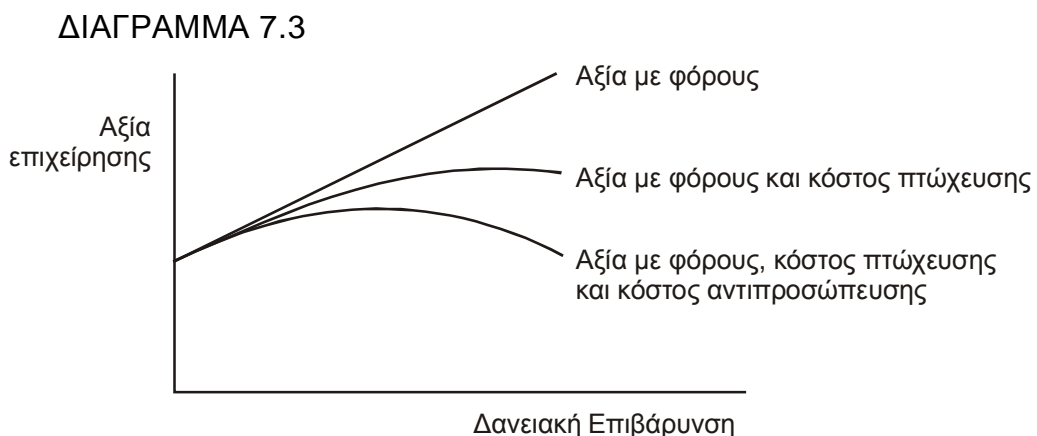 ΔΙΑΓΡΑΜΜΑ 7.3
Αξία με φόρους
Αξία
επιχείρησης
Αξία με φόρους και κόστος πτώχευσης
Αξία με φόρους, κόστος πτώχευσης
και κόστος αντιπροσώπευσης
Δανειακή Επιβάρυνση